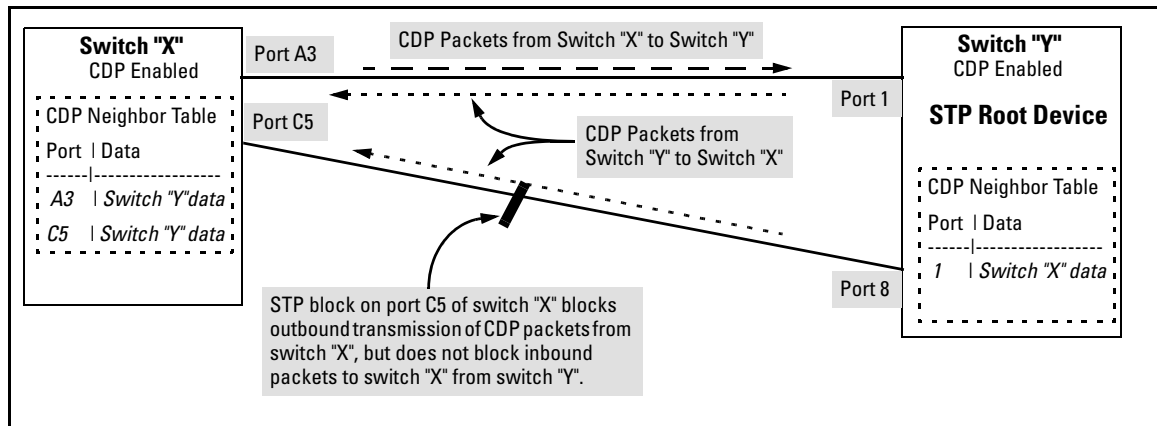 Switch "X"
CDP Enabled
CDP Neighbor Table
Port | Data
------|-------------------
A3 | Switch "Y"data
C5 | Switch "Y" data
Port A3
CDP Packets from Switch "X" to Switch "Y"
Port C5
CDP Packets from
Switch "Y" to Switch "X"
Port 1
Port 8
STP block on port C5 of switch "X" blocks
outbound transmission of CDP packets from
switch "X", but does not block inbound
packets to switch "X" from switch "Y".
Switch "Y"
CDP Enabled
STP Root Device
CDP Neighbor Table
Port | Data
------|-------------------
1 | Switch "X" data